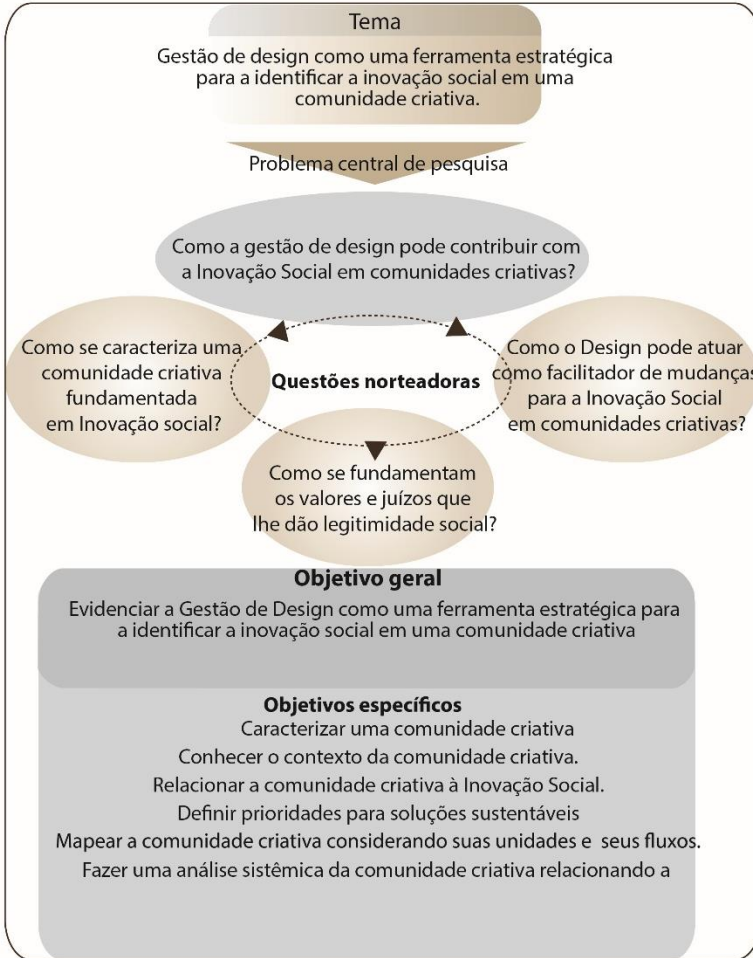 Tema
Gestão de design como uma ferramenta estratégica
para a identificar a inovação social em uma
comunidade criativa.
Problema central de pesquisa
Como a gestão de design pode contribuir com
a Inovação Social em comunidades criativas?
Como se caracteriza uma
comunidade criativa
fundamentada
em Inovação social?
Questões norteadoras
Como o Design pode atuar
como facilitador de mudanças
para a Inovação Social
em comunidades criativas?
Como se fundamentam
os valores e juízos que
lhe dão legitimidade social?
Objetivo geral
Evidenciar a Gestão de Design como uma ferramenta estratégica para
a identificar a inovação social em uma comunidade criativa
Objetivos específicos
Caracterizar uma comunidade criativa
Conhecer o contexto da comunidade criativa.
Relacionar a comunidade criativa à Inovação Social.
Definir prioridades para soluções sustentáveis
Mapear a comunidade criativa considerando suas unidades e seus fluxos.
Fazer uma análise sistêmica da comunidade criativa relacionando a